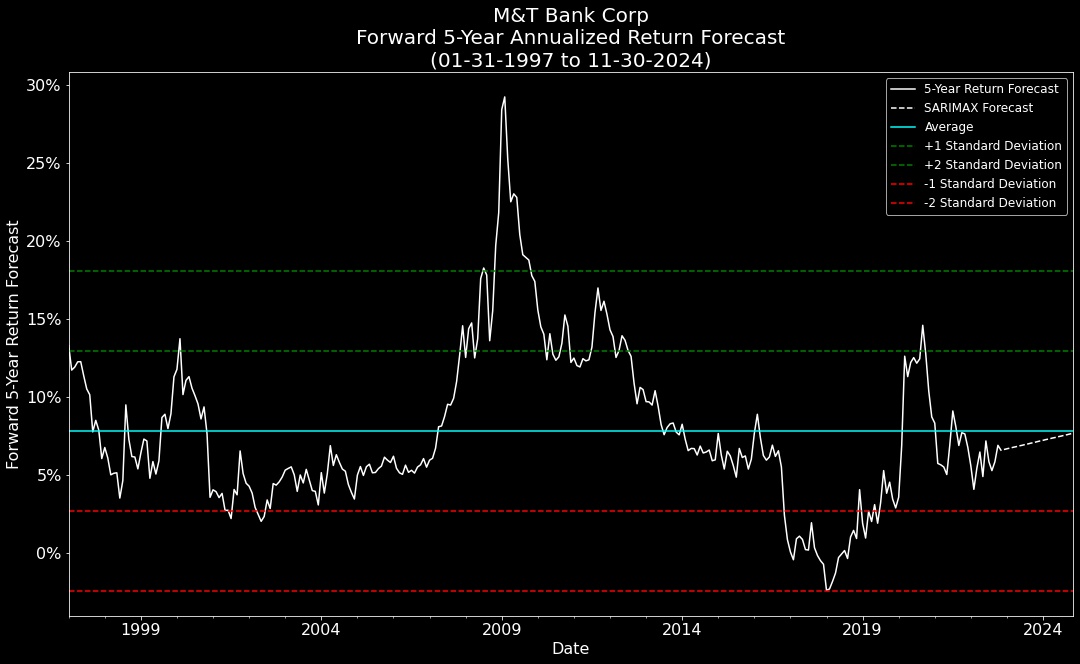 M&T Bank Corp
Forward 5-Year Annualized Return Forecast
(01-31-1997 to 11-30-2024)
30%
25%
20%
15%
10%
5%
0%
Forward 5-Year Return Forecast
5-Year Return Forecast
SARIMAX Forecast
Average
+1 Standard Deviation
+2 Standard Deviation
-1 Standard Deviation
-2 Standard Deviation
1999
2004
2009
2014
2019
2024
Date